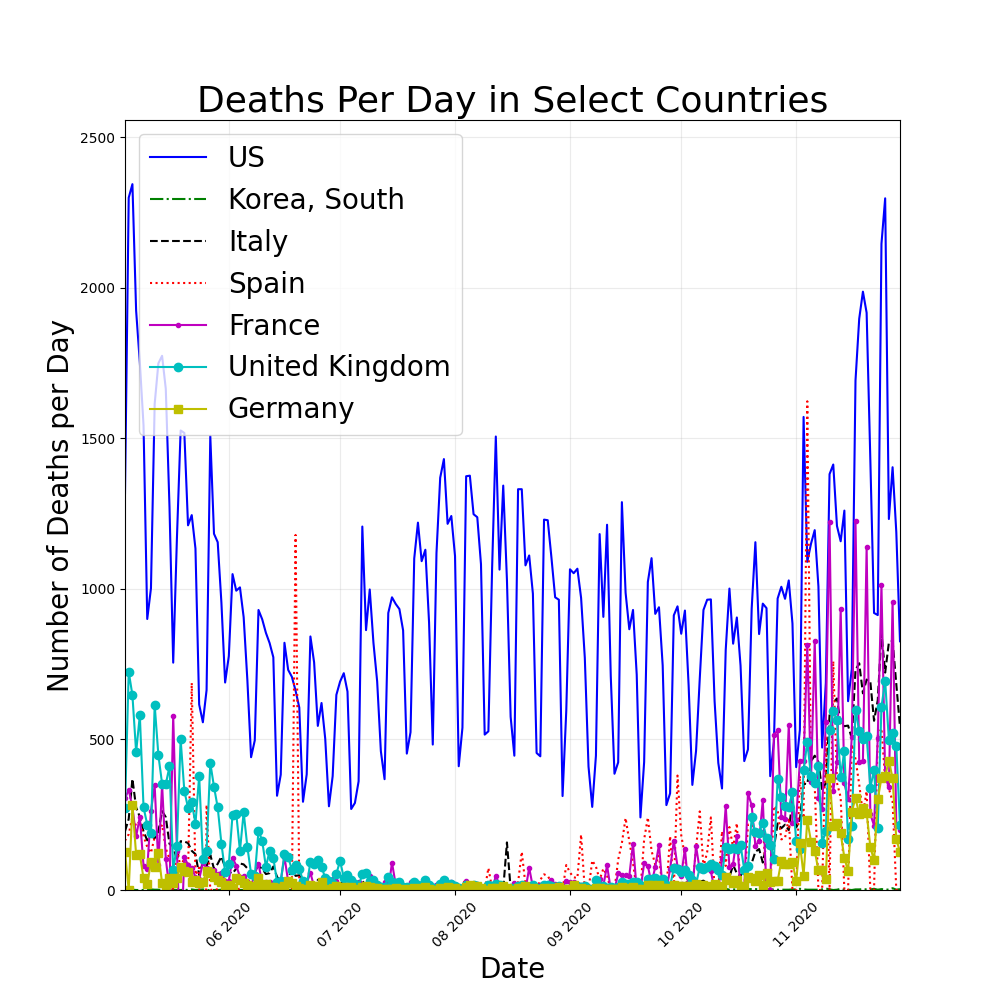 Deaths Per Day in Select Countries
2500
2000
1500
1000
500
0
Number of Deaths per Day
US
Korea, South
Italy
Spain
France
United Kingdom
Germany
06 2020
07 2020
08 2020
09 2020
10 2020
11 2020
Date